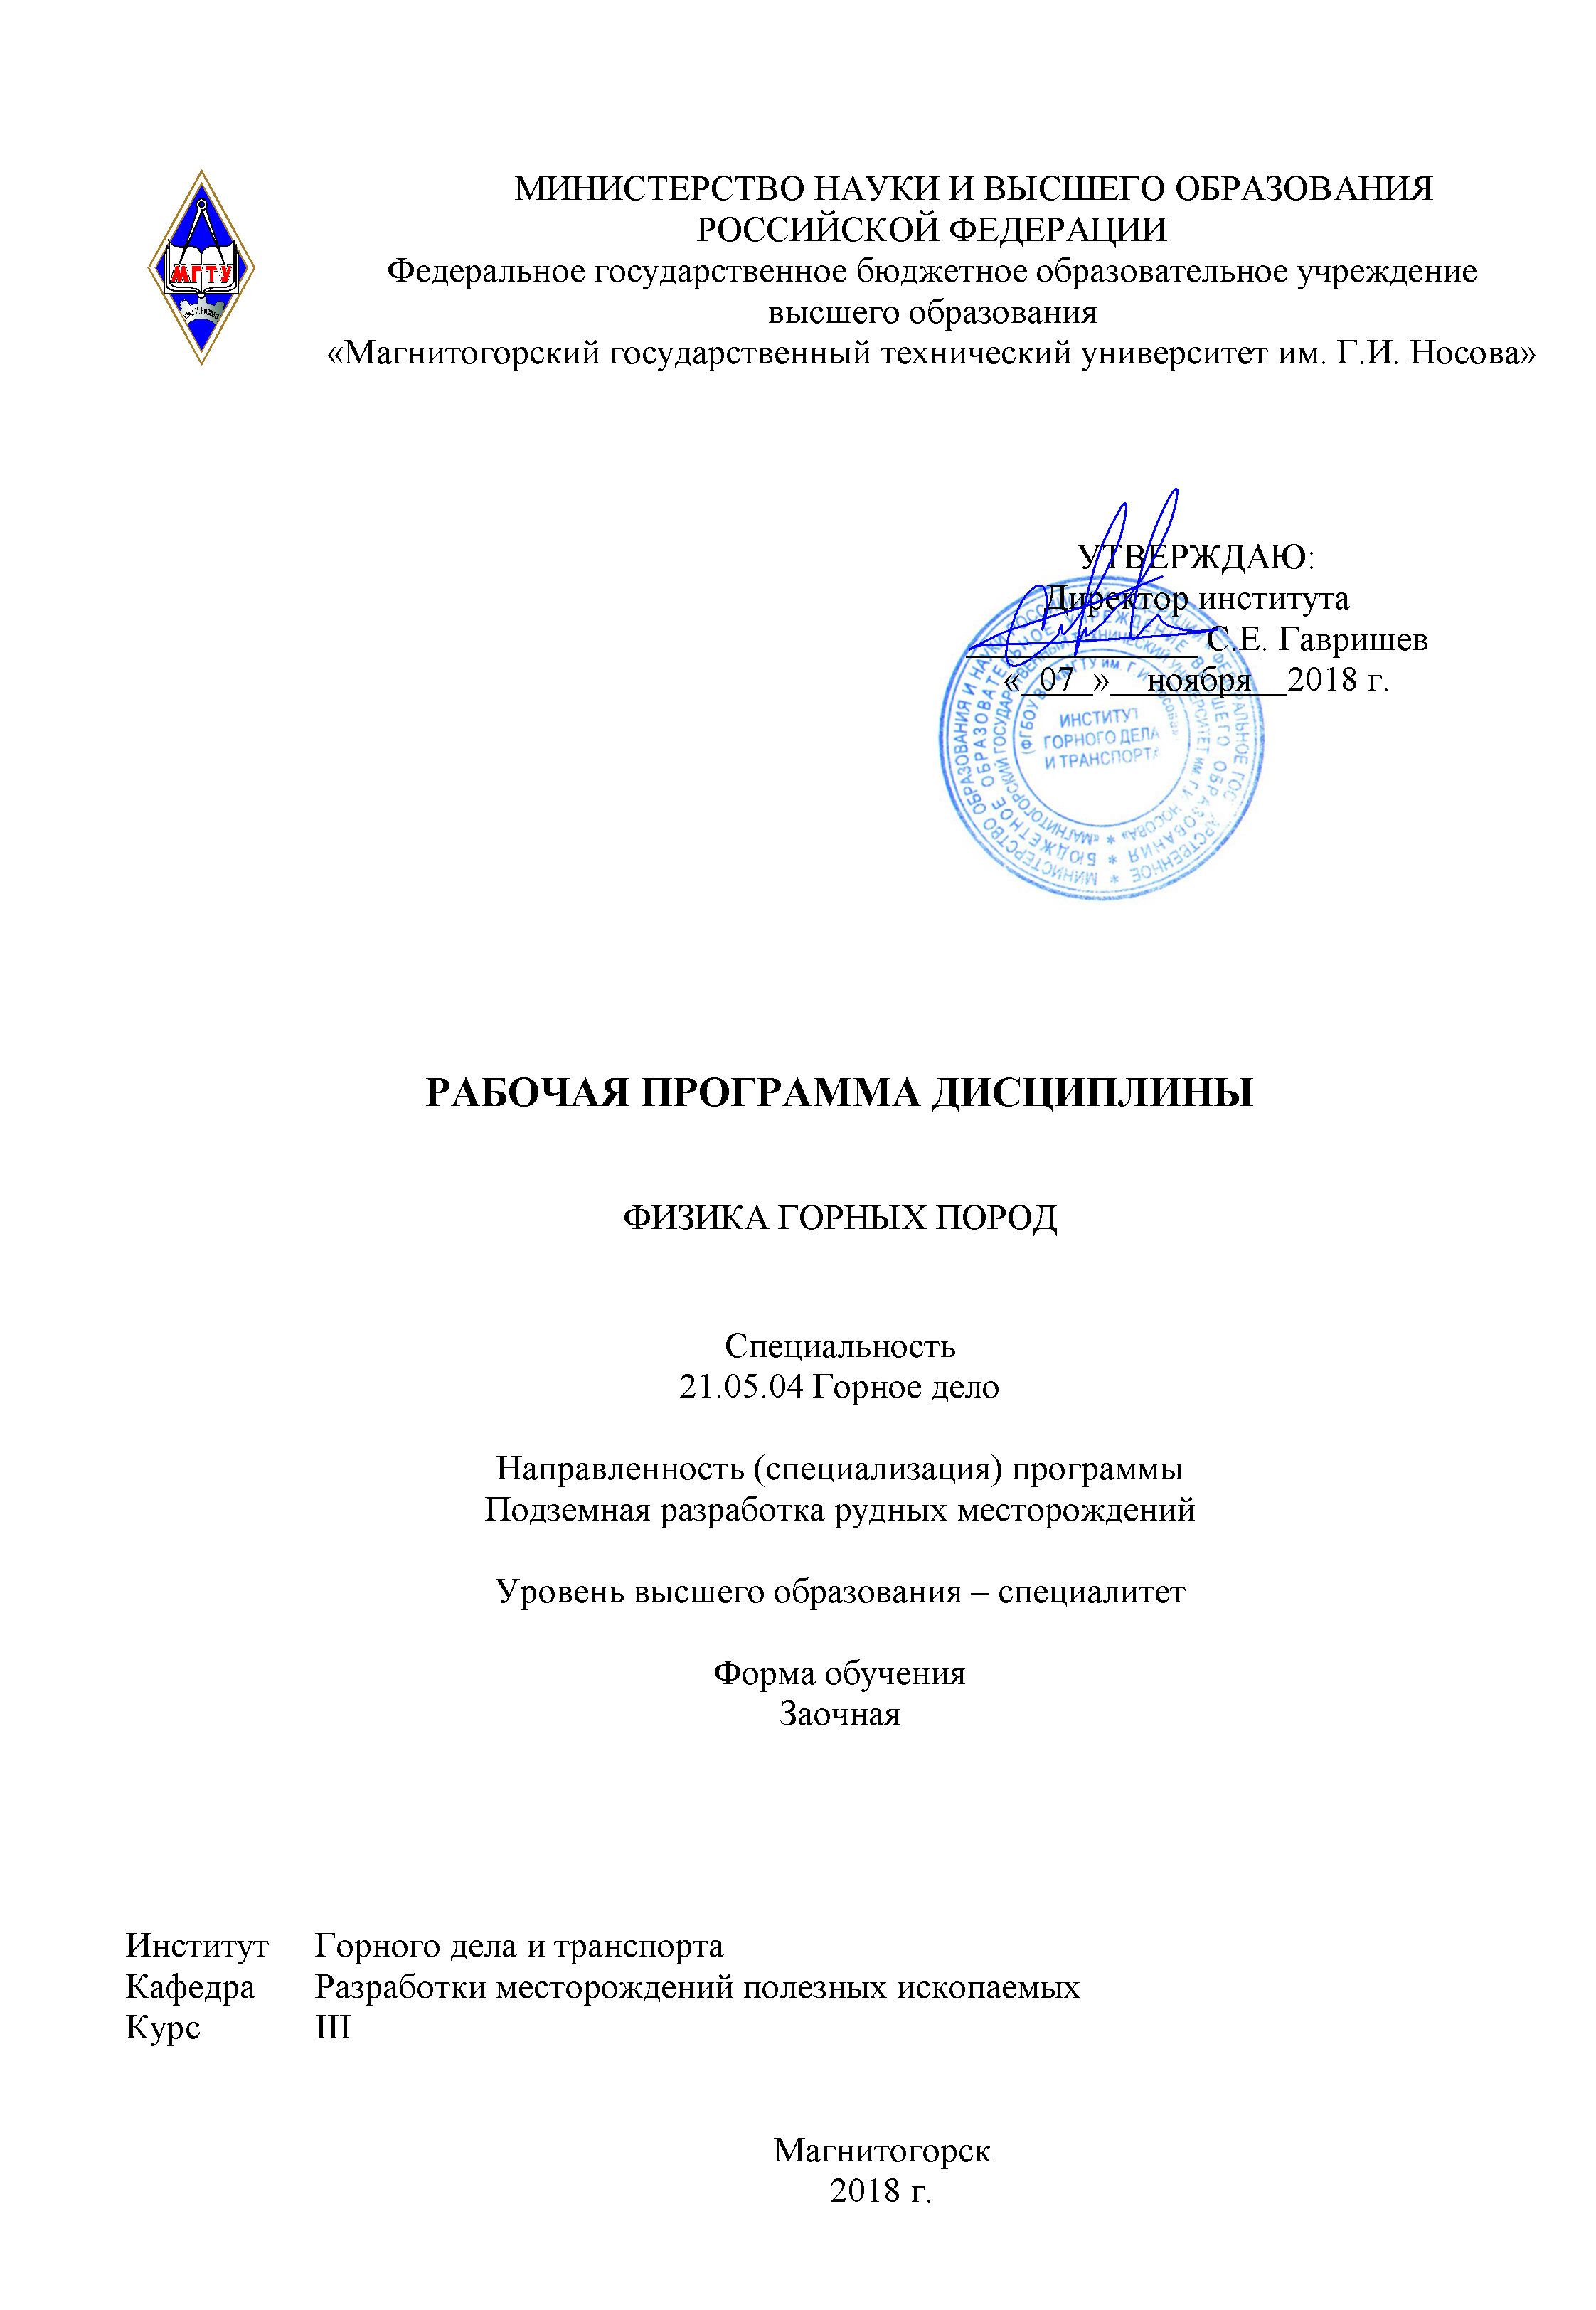 МИНИСТЕРСТВО НАУКИ И ВЫСШЕГО ОБРАЗОВАНИЯ
РОССИЙСКОЙ ФЕДЕРАЦИИ
Федеральное государственное бюджетное образовательное учреждение
высшего образования
«Магнитогорский государственный технический университет им. Г.И. Носова»
МГТУ
УТВЕРЖДАЮ:
Директор института
С.Е. Гавришев
« 07 » ноября 2018 г.
ИНСТИТУТ
ГОРНОГО ДЕЛА
И ТРАНСПОРТА
РАБОЧАЯ ПРОГРАММА ДИСЦИПЛИНЫ
ФИЗИКА ГОРНЫХ ПОРОД
Специальность
21.05.04 Горное дело
Направленность (специализация) программы
Подземная разработка рудных месторождений
Уровень высшего образования – специалитет
Форма обучения
Заочная
Институт Горного дела и транспорта
Кафедра Разработки месторождений полезных ископаемых
Курс III
Магнитогорск
2018 г.